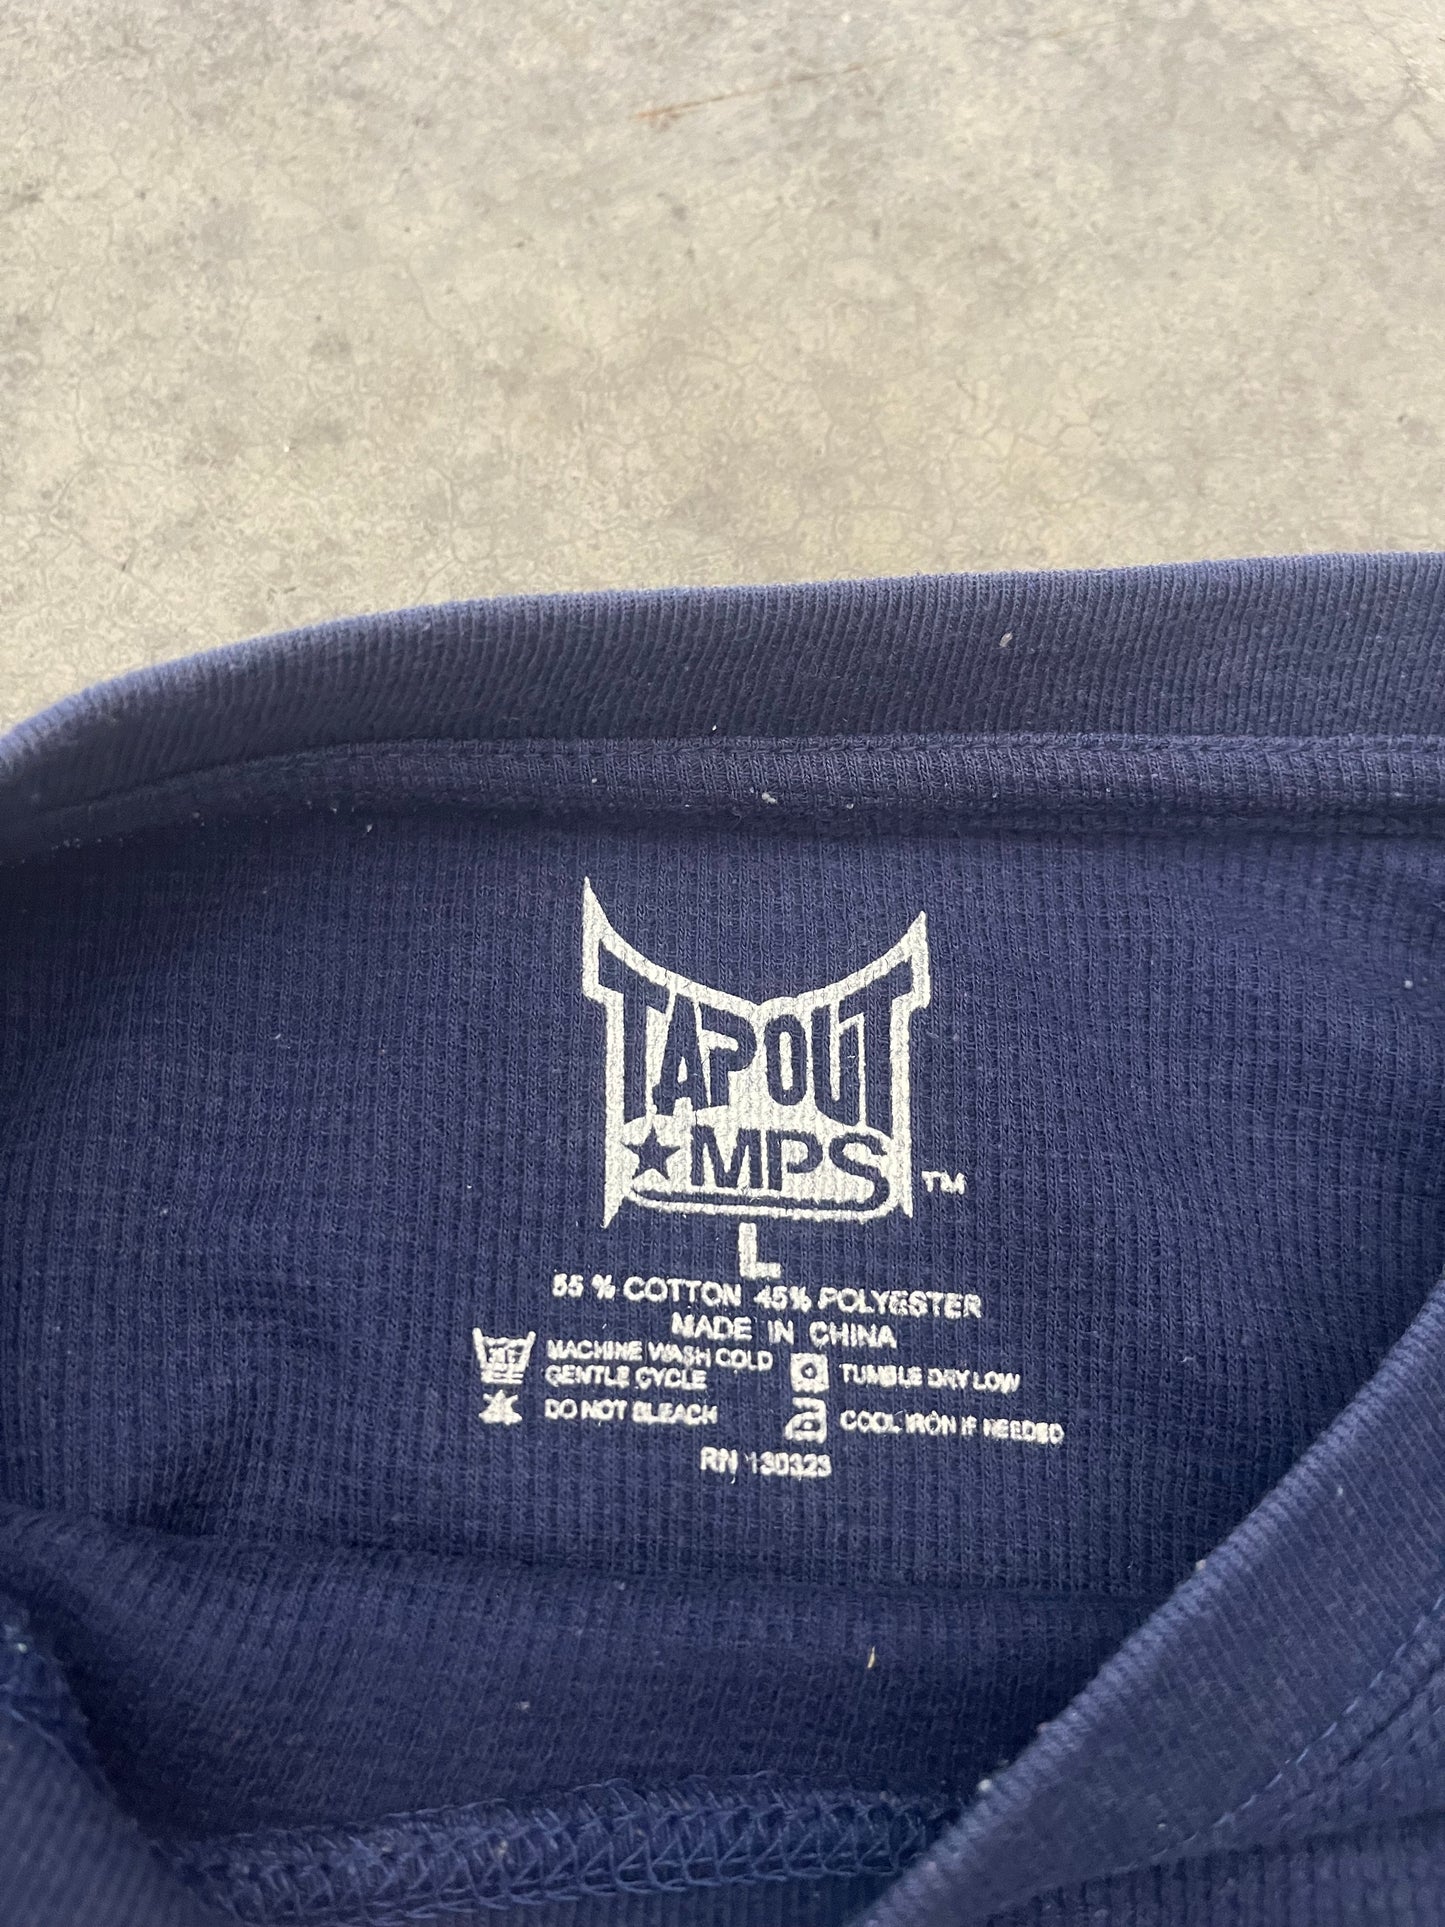 TAPOUT
MPS
TM
L
55 % COTTON 45% POLYESTER
MADE IN CHINA
MACHINE WASH COLD
GENTLE CYCLE
TUMBLE DRY LOW
DO NOT BLEACH
COOL IRON IF NEEDED
RN 130323